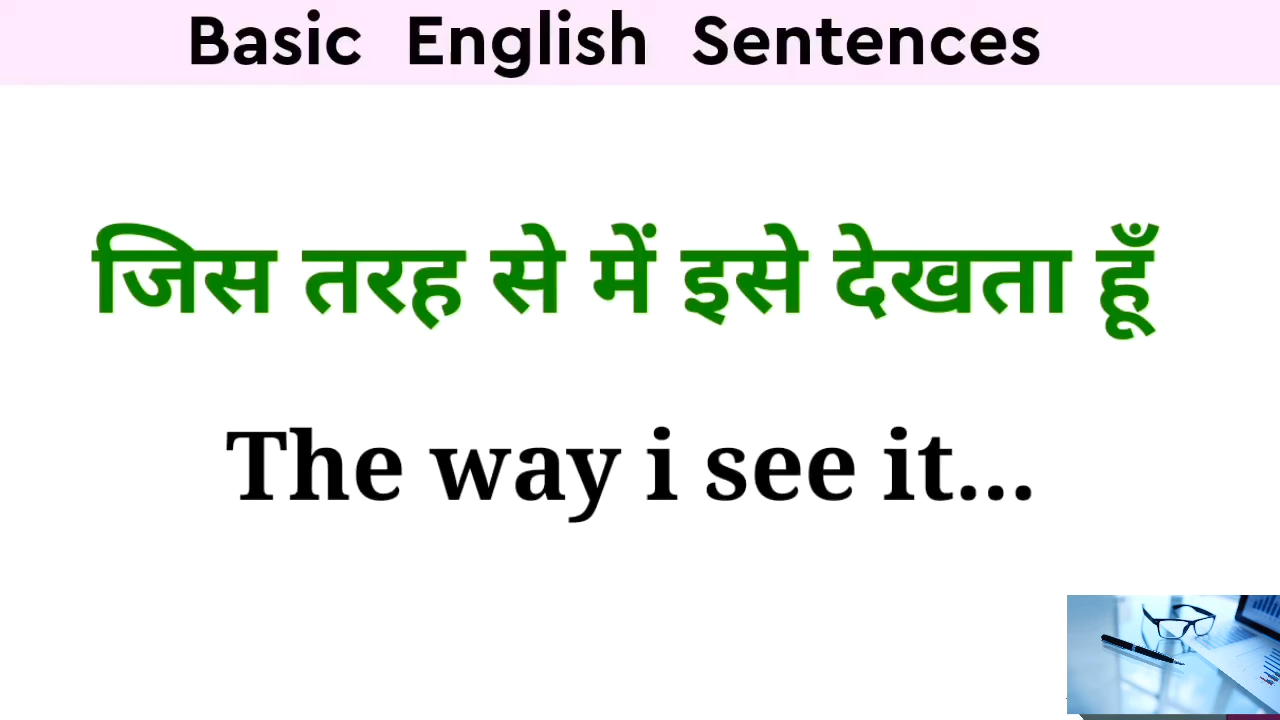 Basic English Sentences
जिस तरह से में इसे देखता हूँ
The way i see it...